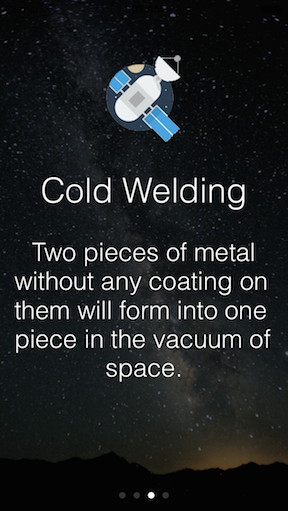 Cold Welding
Two pieces of metal
without any coating on
them will form into one
piece in the vacuum of
space.